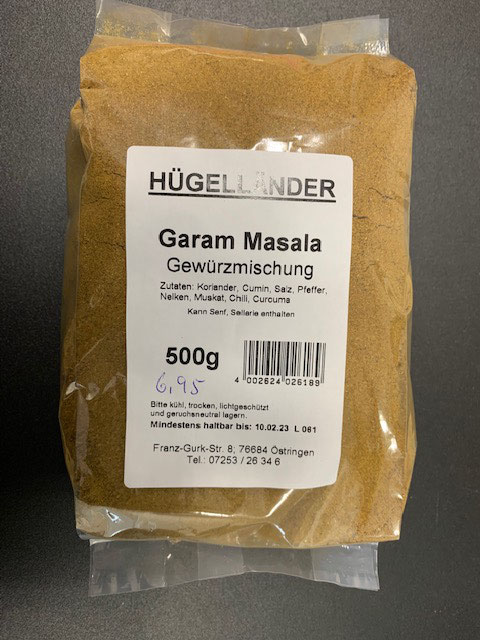 HÜGELLÄNDER
Garam Masala
Gewürzmischung
Zutaten: Koriander, Cumin, Salz, Pfeffer,
Nelken, Muskat, Chili, Curcuma
Kann Senf, Sellerie enthalten
500g
6,95
4 002624 026189
Bitte kühl, trocken, lichtgeschützt
und geruchsneutral lagern.
Mindestens haltbar bis: 10.02.23 L 061
Franz-Gurk-Str. 8; 76684 Östringen
Tel.: 07253 / 26 34 6